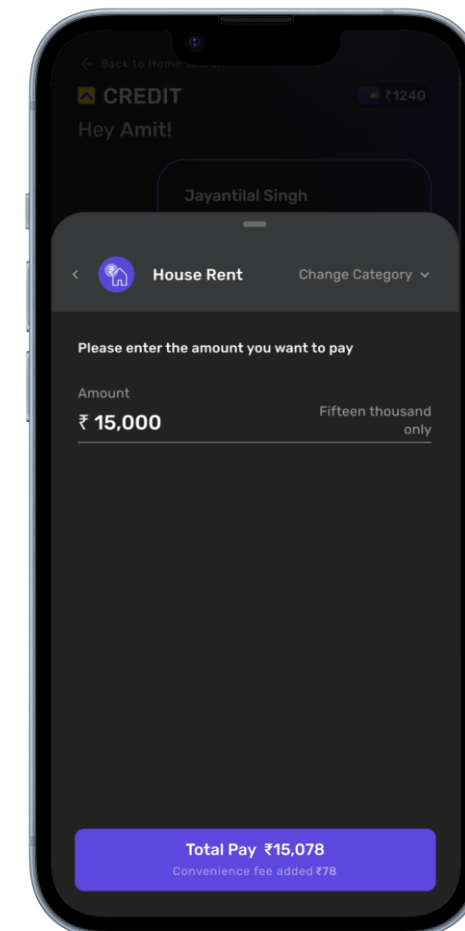 ← Back to Home Search
CREDIT
₹1240
Hey Amit!
Jayantilal Singh
House Rent
Change Category
Please enter the amount you want to pay
Amount
₹ 15,000
Fifteen thousand
only
Total Pay ₹15,078
Convenience fee added ₹78